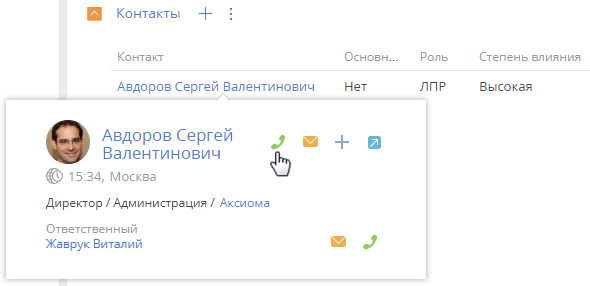 Контакты
Контакт Основн... Роль Степень влияния
Авдоров Сергей Валентинович Нет ЛПР Высокая
Авдоров Сергей
Валентинович
15:34, Москва
Директор / Администрация / Аксиома
Ответственный
Жаврук Виталий